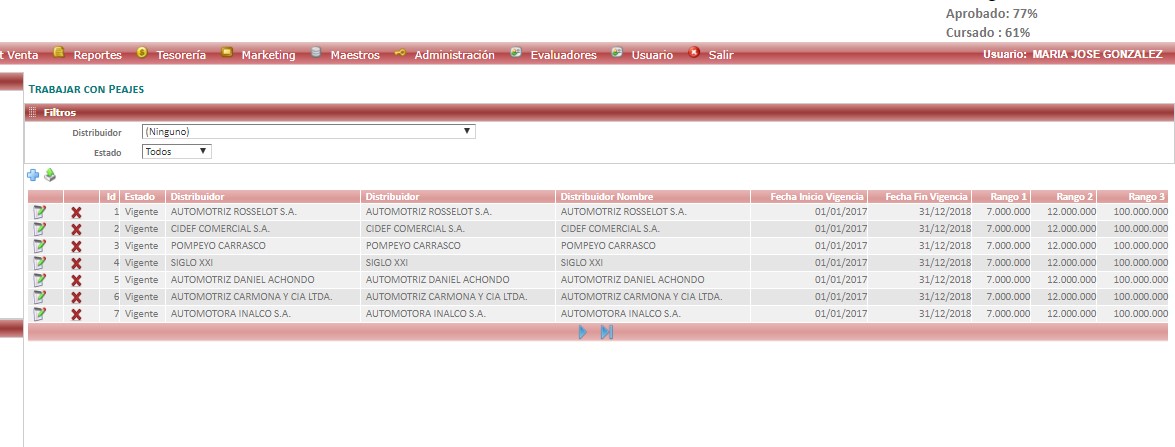 Aprobado: 77%
Cursado : 61%
t Venta Reportes Tesorería Marketing Maestros Administración Evaluadores Usuario Salir Usuario: MARIA JOSE GONZALEZ
TRABAJAR CON PEAJES
Filtros
Distribuidor (Ninguno)
Estado Todos
Id Estado Distribuidor Distribuidor Distribuidor Nombre Fecha Inicio Vigencia Fecha Fin Vigencia Rango 1 Rango 2 Rango 3
1 Vigente AUTOMOTRIZ ROSSELOT S.A. AUTOMOTRIZ ROSSELOT S.A. AUTOMOTRIZ ROSSELOT S.A. 01/01/2017 31/12/2018 7.000.000 12.000.000 100.000.000
2 Vigente CIDEF COMERCIAL S.A. CIDEF COMERCIAL S.A. CIDEF COMERCIAL S.A. 01/01/2017 31/12/2018 7.000.000 12.000.000 100.000.000
3 Vigente POMPEYO CARRASCO POMPEYO CARRASCO POMPEYO CARRASCO 01/01/2017 31/12/2018 7.000.000 12.000.000 100.000.000
4 Vigente SIGLO XXI SIGLO XXI SIGLO XXI 01/01/2017 31/12/2018 7.000.000 12.000.000 100.000.000
5 Vigente AUTOMOTRIZ DANIEL ACHONDO AUTOMOTRIZ DANIEL ACHONDO AUTOMOTRIZ DANIEL ACHONDO 01/01/2017 31/12/2018 7.000.000 12.000.000 100.000.000
6 Vigente AUTOMOTRIZ CARMONA Y CIA LTDA. AUTOMOTRIZ CARMONA Y CIA LTDA. AUTOMOTRIZ CARMONA Y CIA LTDA. 01/01/2017 31/12/2018 7.000.000 12.000.000 100.000.000
7 Vigente AUTOMOTORA INALCO S.A. AUTOMOTORA INALCO S.A. AUTOMOTORA INALCO S.A. 01/01/2017 31/12/2018 7.000.000 12.000.000 100.000.000